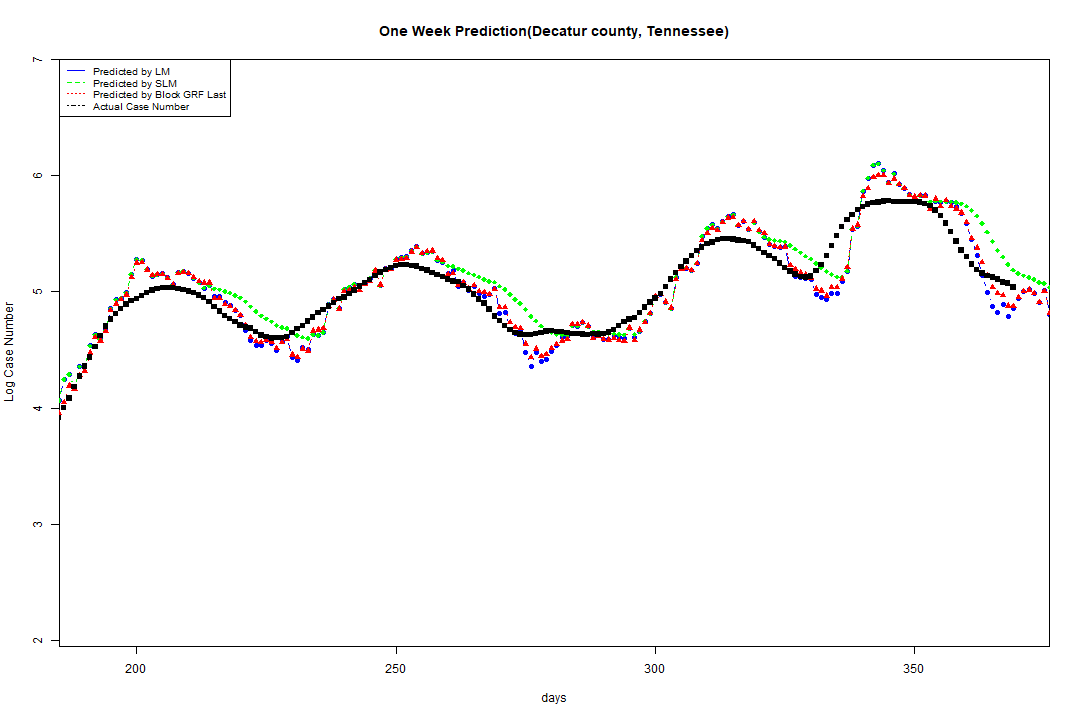 One Week Prediction(Decatur county, Tennessee)
Predicted by LM
Predicted by SLM
Predicted by Block GRF Last
Actual Case Number
7
6
5
4
3
2
Log Case Number
200 250 300 350
days